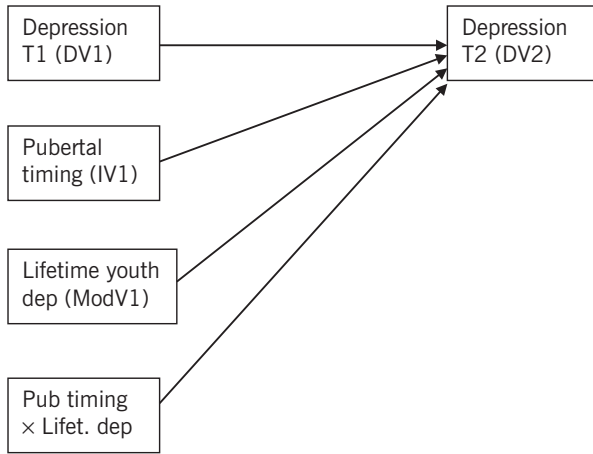 Depression
T1 (DV1)
Depression
T2 (DV2)
Pubertal
timing (IV1)
Lifetime youth
dep (ModV1)
Pub timing
× Lifet. dep